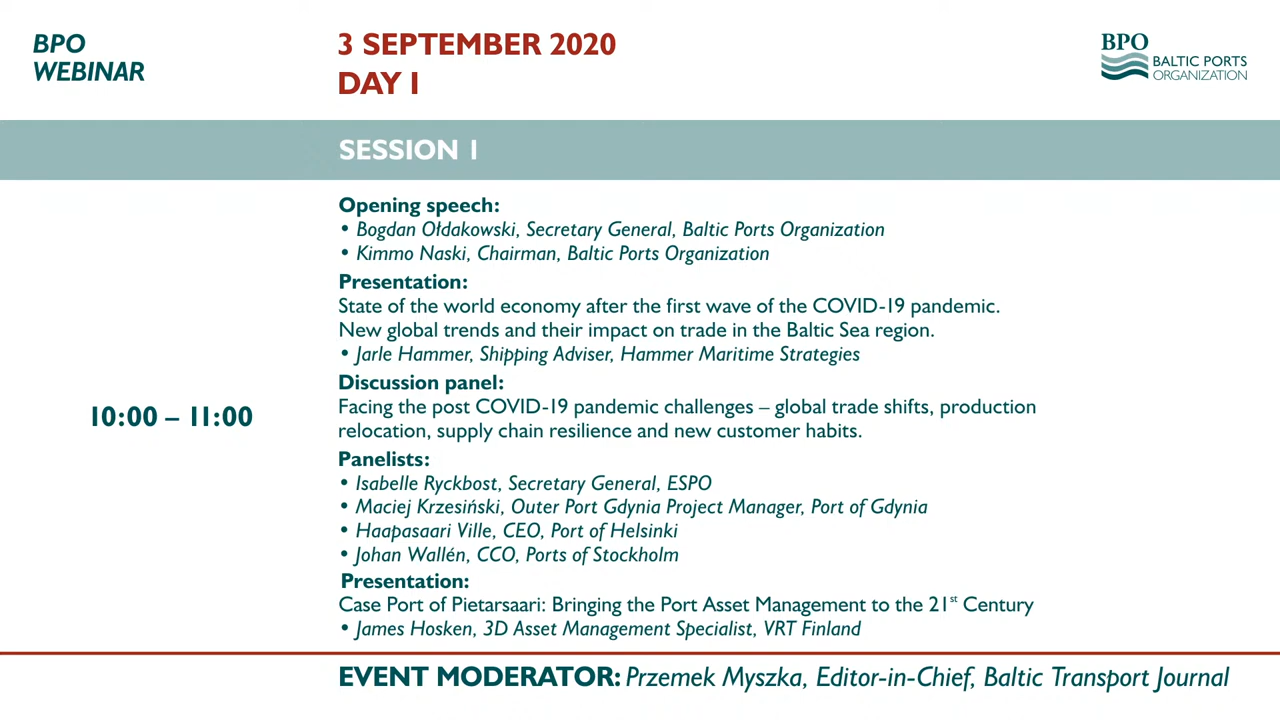 BPO
WEBINAR
3 SEPTEMBER 2020
DAY I
BPO
BALTIC PORTS
ORGANIZATION
SESSION I
Opening speech:
• Bogdan Ołdakowski, Secretary General, Baltic Ports Organization
• Kimmo Naski, Chairman, Baltic Ports Organization
Presentation:
State of the world economy after the first wave of the COVID-19 pandemic.
New global trends and their impact on trade in the Baltic Sea region.
• Jarle Hammer, Shipping Adviser, Hammer Maritime Strategies
Discussion panel:
10:00 – 11:00
Facing the post COVID-19 pandemic challenges – global trade shifts, production
relocation, supply chain resilience and new customer habits.
Panelists:
• Isabelle Ryckbost, Secretary General, ESPO
• Maciej Krzesiński, Outer Port Gdynia Project Manager, Port of Gdynia
• Haapasaari Ville, CEO, Port of Helsinki
• Johan Wallén, CCO, Ports of Stockholm
Presentation:
Case Port of Pietarsaari: Bringing the Port Asset Management to the 21st Century
• James Hosken, 3D Asset Management Specialist, VRT Finland
EVENT MODERATOR: Przemek Myszka, Editor-in-Chief, Baltic Transport Journal